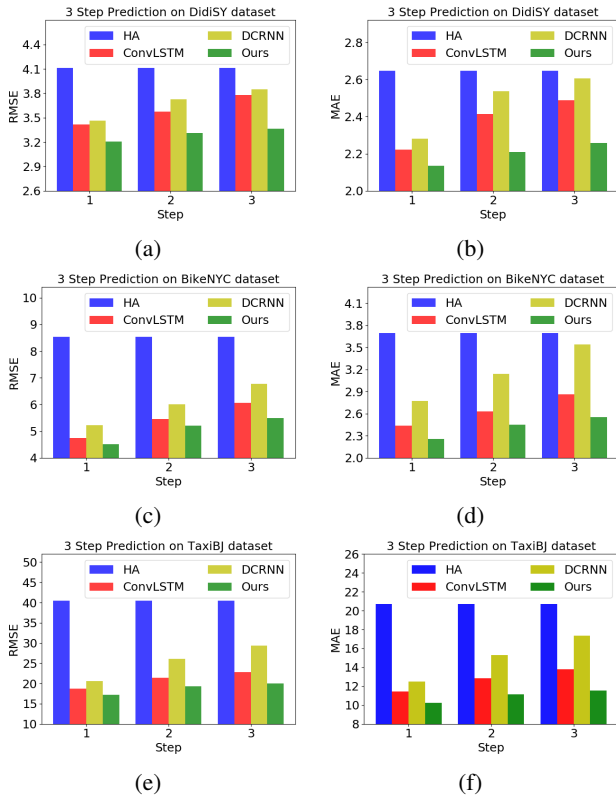 3 Step Prediction on DidiSY dataset
HA DCRNN
ConvLSTM Ours
RMSE
4.4
4.1
3.8
3.5
3.2
2.9
2.6
1 2 3
Step
(a)
3 Step Prediction on DidiSY dataset
HA DCRNN
ConvLSTM Ours
MAE
2.8
2.6
2.4
2.2
2.0
1 2 3
Step
(b)
3 Step Prediction on BikeNYC dataset
HA DCRNN
ConvLSTM Ours
RMSE
10
9
8
7
6
5
4
1 2 3
Step
(c)
3 Step Prediction on BikeNYC dataset
HA DCRNN
ConvLSTM Ours
MAE
4.1
3.8
3.5
3.2
2.9
2.6
2.3
2.0
1 2 3
Step
(d)
3 Step Prediction on TaxiBJ dataset
HA DCRNN
ConvLSTM Ours
RMSE
50
45
40
35
30
25
20
15
10
1 2 3
Step
(e)
3 Step Prediction on TaxiBJ dataset
HA DCRNN
ConvLSTM Ours
MAE
26
24
22
20
18
16
14
12
10
8
1 2 3
Step
(f)